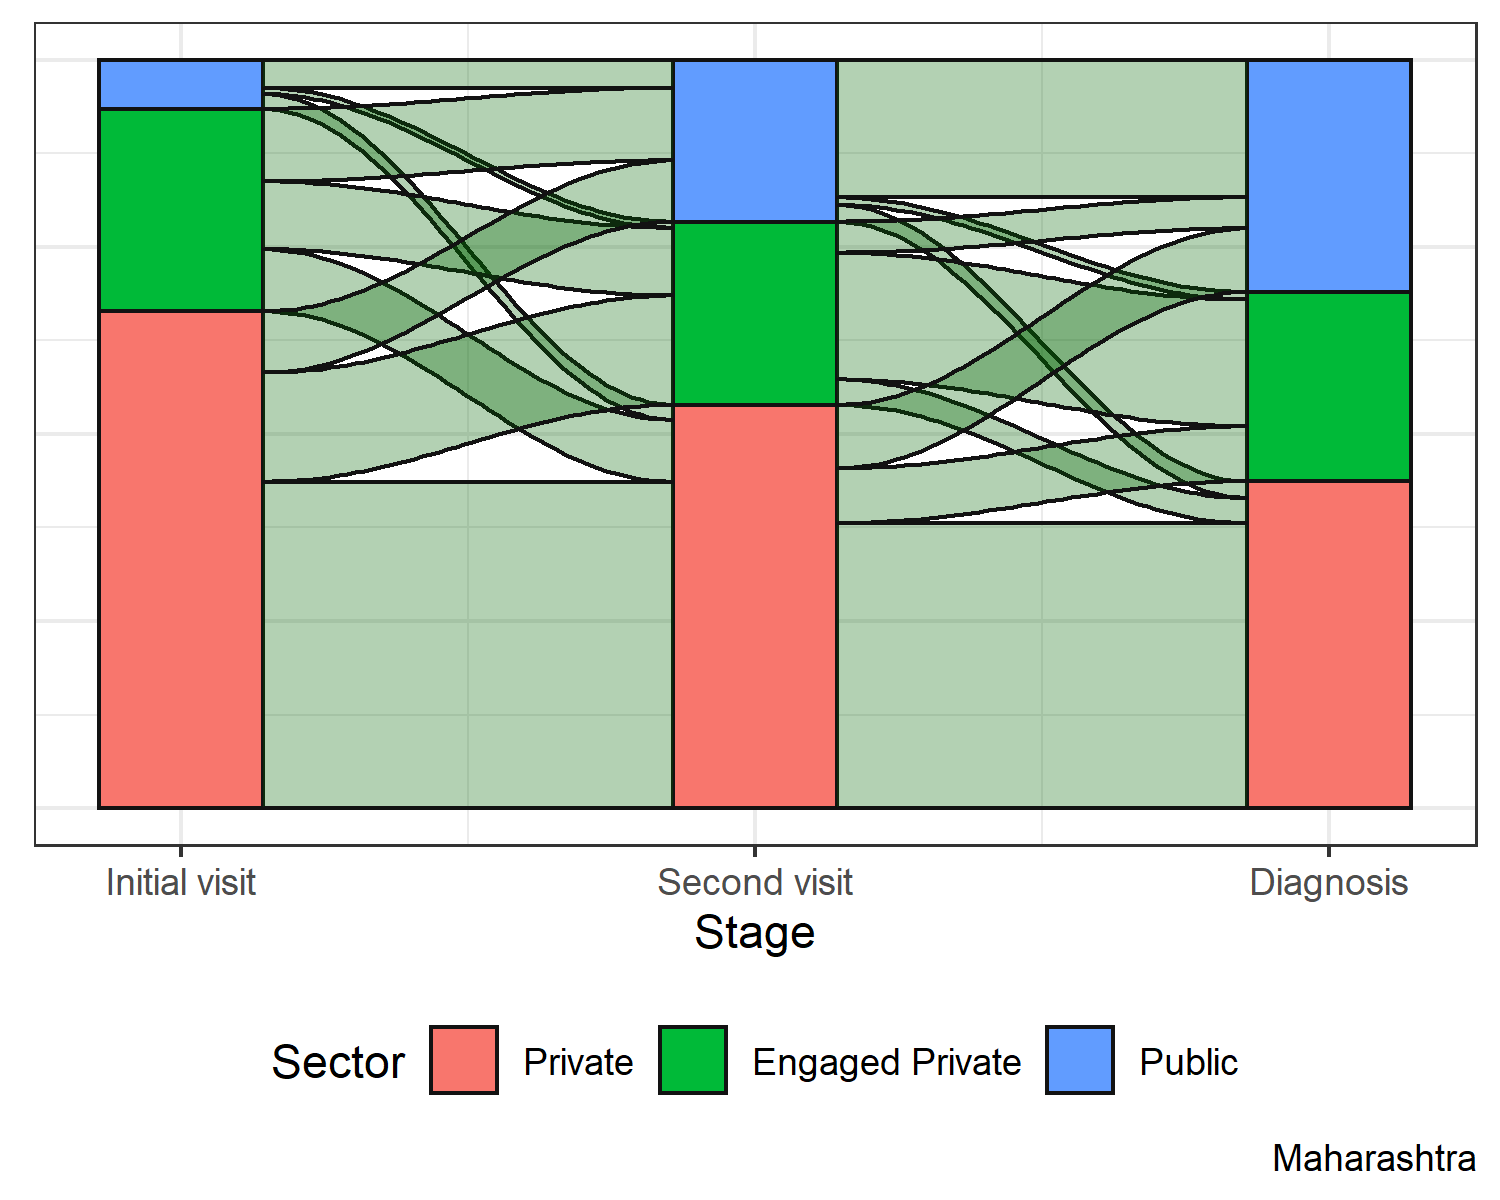 Initial visit Second visit Diagnosis
Stage
Sector Private Engaged Private Public
Maharashtra